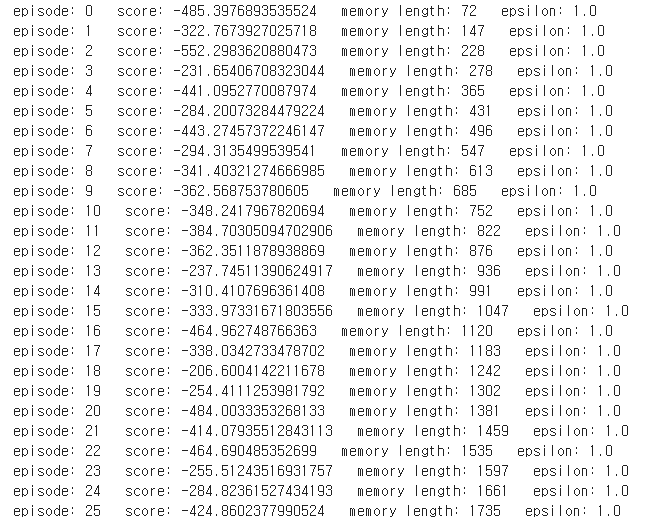 episode: 0   score: -485.3976893535524   memory length: 72   epsilon: 1.0
episode: 1   score: -322.7673927025718   memory length: 147   epsilon: 1.0
episode: 2   score: -552.2983620880473   memory length: 228   epsilon: 1.0
episode: 3   score: -231.65406708323044   memory length: 278   epsilon: 1.0
episode: 4   score: -441.0952770087974   memory length: 365   epsilon: 1.0
episode: 5   score: -284.20073284479224   memory length: 431   epsilon: 1.0
episode: 6   score: -443.27457372246147   memory length: 496   epsilon: 1.0
episode: 7   score: -294.3135499539541   memory length: 547   epsilon: 1.0
episode: 8   score: -341.40321274666985   memory length: 613   epsilon: 1.0
episode: 9   score: -362.568753780605   memory length: 685   epsilon: 1.0
episode: 10   score: -348.2417967820694   memory length: 752   epsilon: 1.0
episode: 11   score: -384.70305094702906   memory length: 822   epsilon: 1.0
episode: 12   score: -362.3511878938869   memory length: 876   epsilon: 1.0
episode: 13   score: -237.74511390624917   memory length: 936   epsilon: 1.0
episode: 14   score: -310.4107696361408   memory length: 991   epsilon: 1.0
episode: 15   score: -333.97331671803556   memory length: 1047   epsilon: 1.0
episode: 16   score: -464.962748766363   memory length: 1120   epsilon: 1.0
episode: 17   score: -338.0342733478702   memory length: 1183   epsilon: 1.0
episode: 18   score: -206.6004142211678   memory length: 1242   epsilon: 1.0
episode: 19   score: -254.4111253981792   memory length: 1302   epsilon: 1.0
episode: 20   score: -484.0033353268133   memory length: 1381   epsilon: 1.0
episode: 21   score: -414.07935512843113   memory length: 1459   epsilon: 1.0
episode: 22   score: -464.690485352699   memory length: 1535   epsilon: 1.0
episode: 23   score: -255.51243516931757   memory length: 1597   epsilon: 1.0
episode: 24   score: -284.82361527434193   memory length: 1661   epsilon: 1.0
episode: 25   score: -424.8602377990524   memory length: 1735   epsilon: 1.0